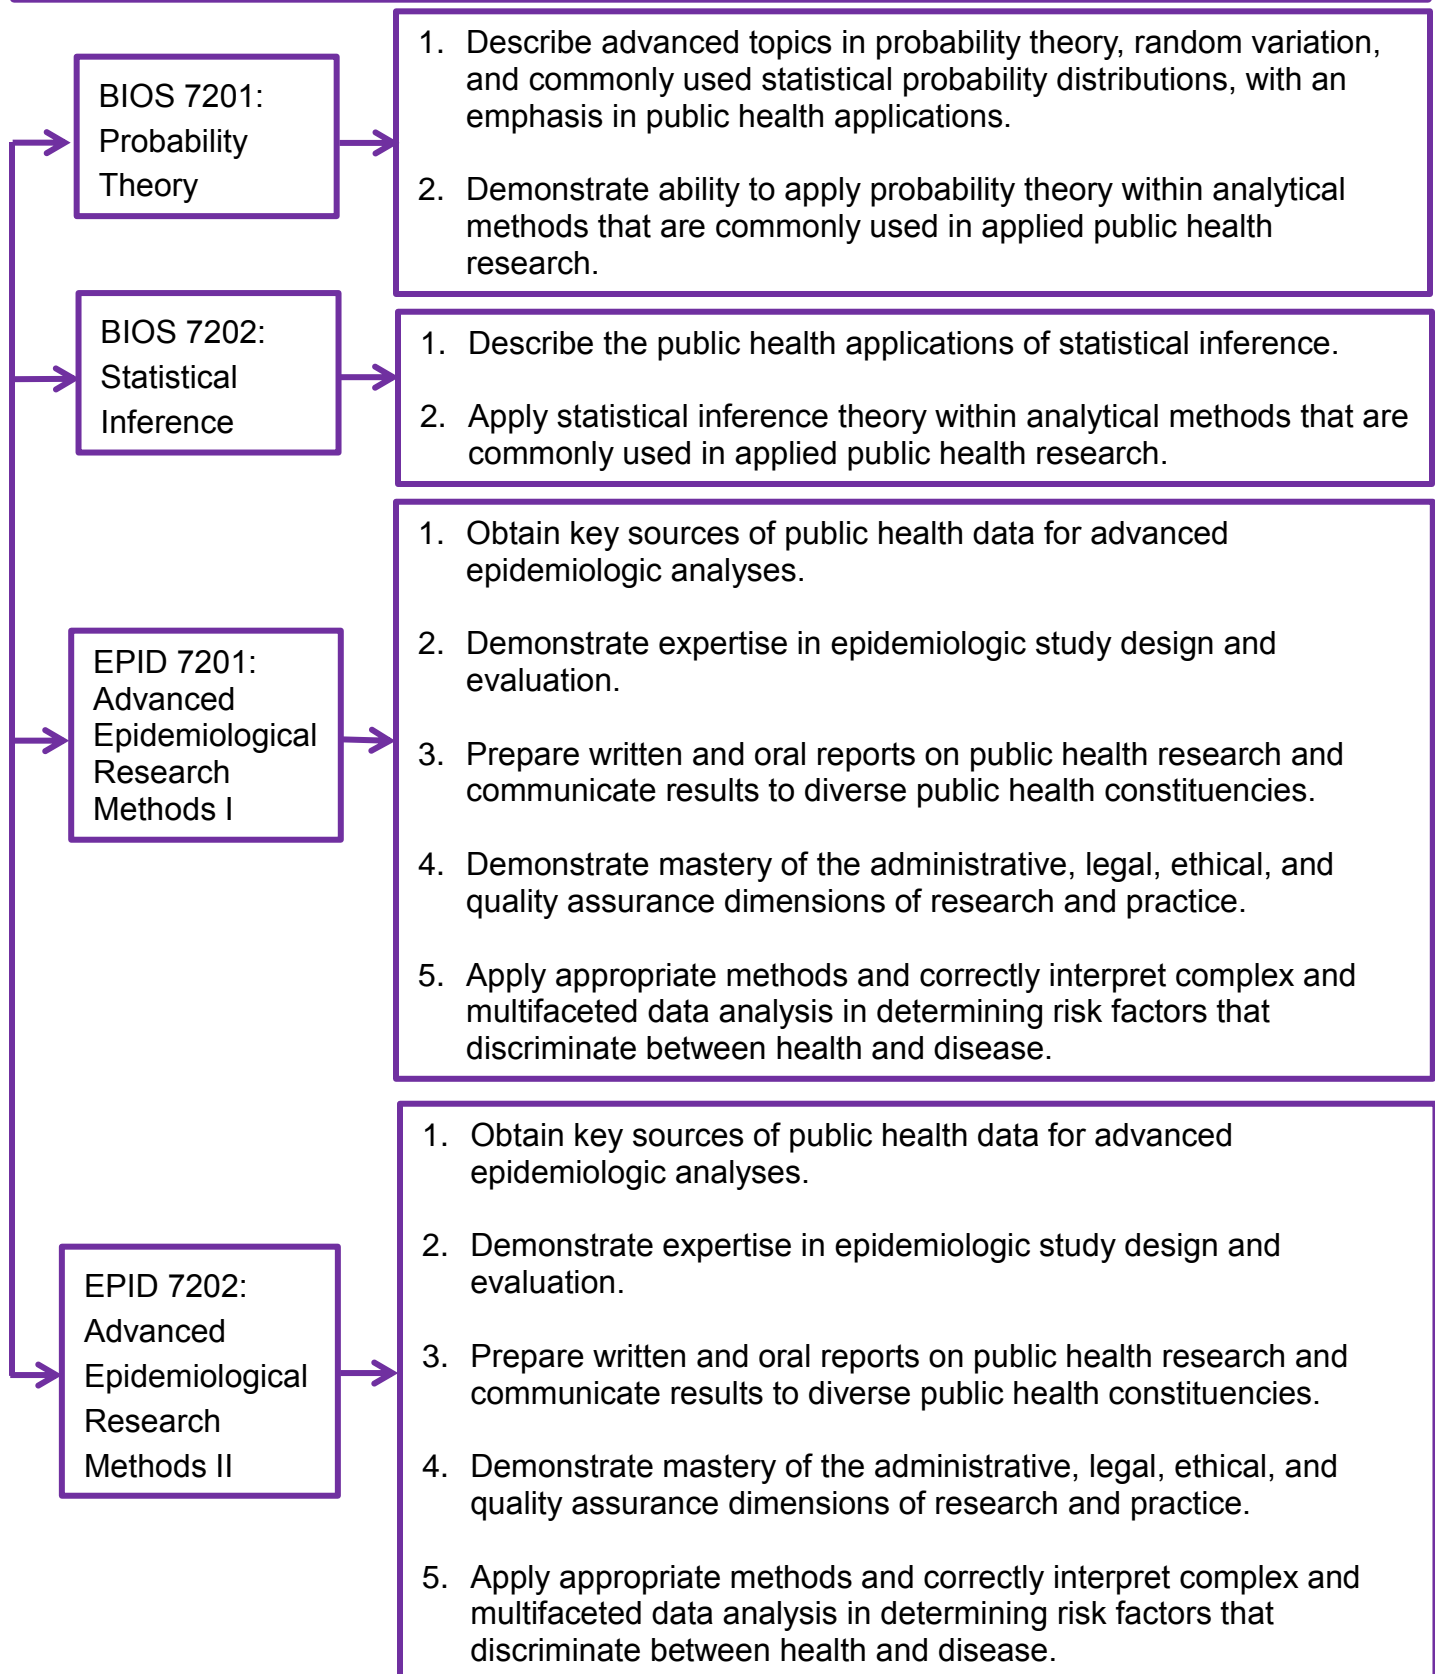 BIOS 7201:
Probability
Theory
1. Describe advanced topics in probability theory, random variation,
and commonly used statistical probability distributions, with an
emphasis in public health applications.
2. Demonstrate ability to apply probability theory within analytical
methods that are commonly used in applied public health
research.
BIOS 7202:
Statistical
Inference
1. Describe the public health applications of statistical inference.
2. Apply statistical inference theory within analytical methods that are
commonly used in applied public health research.
EPID 7201:
Advanced
Epidemiological
Research
Methods I
1. Obtain key sources of public health data for advanced
epidemiologic analyses.
2. Demonstrate expertise in epidemiologic study design and
evaluation.
3. Prepare written and oral reports on public health research and
communicate results to diverse public health constituencies.
4. Demonstrate mastery of the administrative, legal, ethical, and
quality assurance dimensions of research and practice.
5. Apply appropriate methods and correctly interpret complex and
multifaceted data analysis in determining risk factors that
discriminate between health and disease.
EPID 7202:
Advanced
Epidemiological
Research
Methods II
1. Obtain key sources of public health data for advanced
epidemiologic analyses.
2. Demonstrate expertise in epidemiologic study design and
evaluation.
3. Prepare written and oral reports on public health research and
communicate results to diverse public health constituencies.
4. Demonstrate mastery of the administrative, legal, ethical, and
quality assurance dimensions of research and practice.
5. Apply appropriate methods and correctly interpret complex and
multifaceted data analysis in determining risk factors that
discriminate between health and disease.